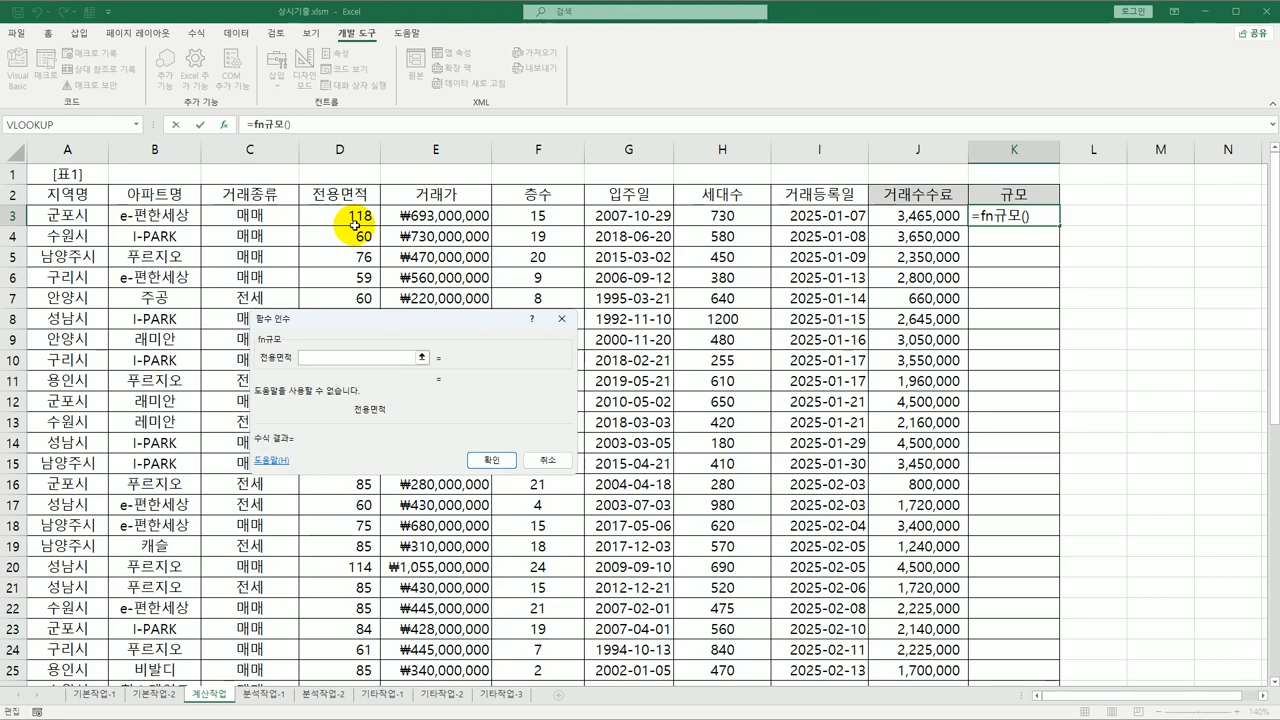 상시기출.xlsm - Excel
검색
로그인
파일 홈 삽입 페이지 레이아웃 수식 데이터 검토 보기 개발 도구 도움말
공유
Visual Basic
매크로
매크로 기록
상대 참조로 기록
매크로 보안
코드
추가 기능
Excel 추가 기능
COM 추가 기능
추가 기능
삽입
디자인 모드
속성
코드 보기
대화 상자 실행
컨트롤
원본
맵 속성
확장 팩
데이터 새로 고침
가져오기
내보내기
XML
VLOOKUP
=fn규모()
A B C D E F G H I J K L M N
1 [표1]
2 지역명 아파트명 거래종류 전용면적 거래가 층수 입주일 세대수 거래등록일 거래수수료 규모
3 군포시 e-편한세상 매매 118 ₩693,000,000 15 2007-10-29 730 2025-01-07 3,465,000 =fn규모()
4 수원시 I-PARK 매매 60 ₩730,000,000 19 2018-06-20 580 2025-01-08 3,650,000
5 남양주시 푸르지오 매매 76 ₩470,000,000 20 2015-03-02 450 2025-01-09 2,350,000
6 구리시 e-편한세상 매매 59 ₩560,000,000 9 2006-09-12 380 2025-01-13 2,800,000
7 안양시 주공 전세 60 ₩220,000,000 8 1995-03-21 640 2025-01-14 660,000
8 성남시 I-PARK 매 1992-11-10 1200 2025-01-15 2,645,000
9 안양시 래미안 매 2000-11-20 480 2025-01-16 3,050,000
10 구리시 I-PARK 매 2018-02-21 255 2025-01-17 3,550,000
11 용인시 푸르지오 전 2019-05-21 610 2025-01-17 1,960,000
12 군포시 래미안 매 2010-05-02 650 2025-01-21 4,500,000
13 수원시 레미안 매 2018-03-03 420 2025-01-21 2,160,000
14 성남시 I-PARK 매 2003-03-05 180 2025-01-29 4,500,000
15 남양주시 I-PARK 매 2015-04-21 410 2025-01-30 3,450,000
16 군포시 푸르지오 전세 85 ₩280,000,000 21 2004-04-18 280 2025-02-03 800,000
17 성남시 e-편한세상 전세 60 ₩430,000,000 4 2003-07-03 980 2025-02-03 1,720,000
18 남양주시 e-편한세상 매매 75 ₩680,000,000 15 2017-05-06 620 2025-02-04 3,400,000
19 남양주시 캐슬 전세 85 ₩310,000,000 18 2017-12-03 570 2025-02-05 1,240,000
20 성남시 푸르지오 매매 114 ₩1,055,000,000 24 2009-09-10 690 2025-02-05 4,500,000
21 성남시 푸르지오 전세 85 ₩430,000,000 15 2012-12-21 520 2025-02-06 1,720,000
22 수원시 e-편한세상 매매 85 ₩445,000,000 21 2007-02-01 475 2025-02-08 2,225,000
23 군포시 I-PARK 매매 84 ₩428,000,000 19 2007-04-01 560 2025-02-10 2,140,000
24 구리시 푸르지오 매매 61 ₩445,000,000 7 1994-10-13 840 2025-02-11 2,225,000
25 용인시 비발디 매매 85 ₩340,000,000 2 2002-01-05 470 2025-02-13 1,700,000
함수 인수
fn규모
전용면적 =
=
도움말을 사용할 수 없습니다.
전용면적
수식 결과=
도움말(H)
확인 취소
기본작업-1 기본작업-2 계산작업 분석작업-1 분석작업-2 기타작업-1 기타작업-2 기타작업-3
편집
140%